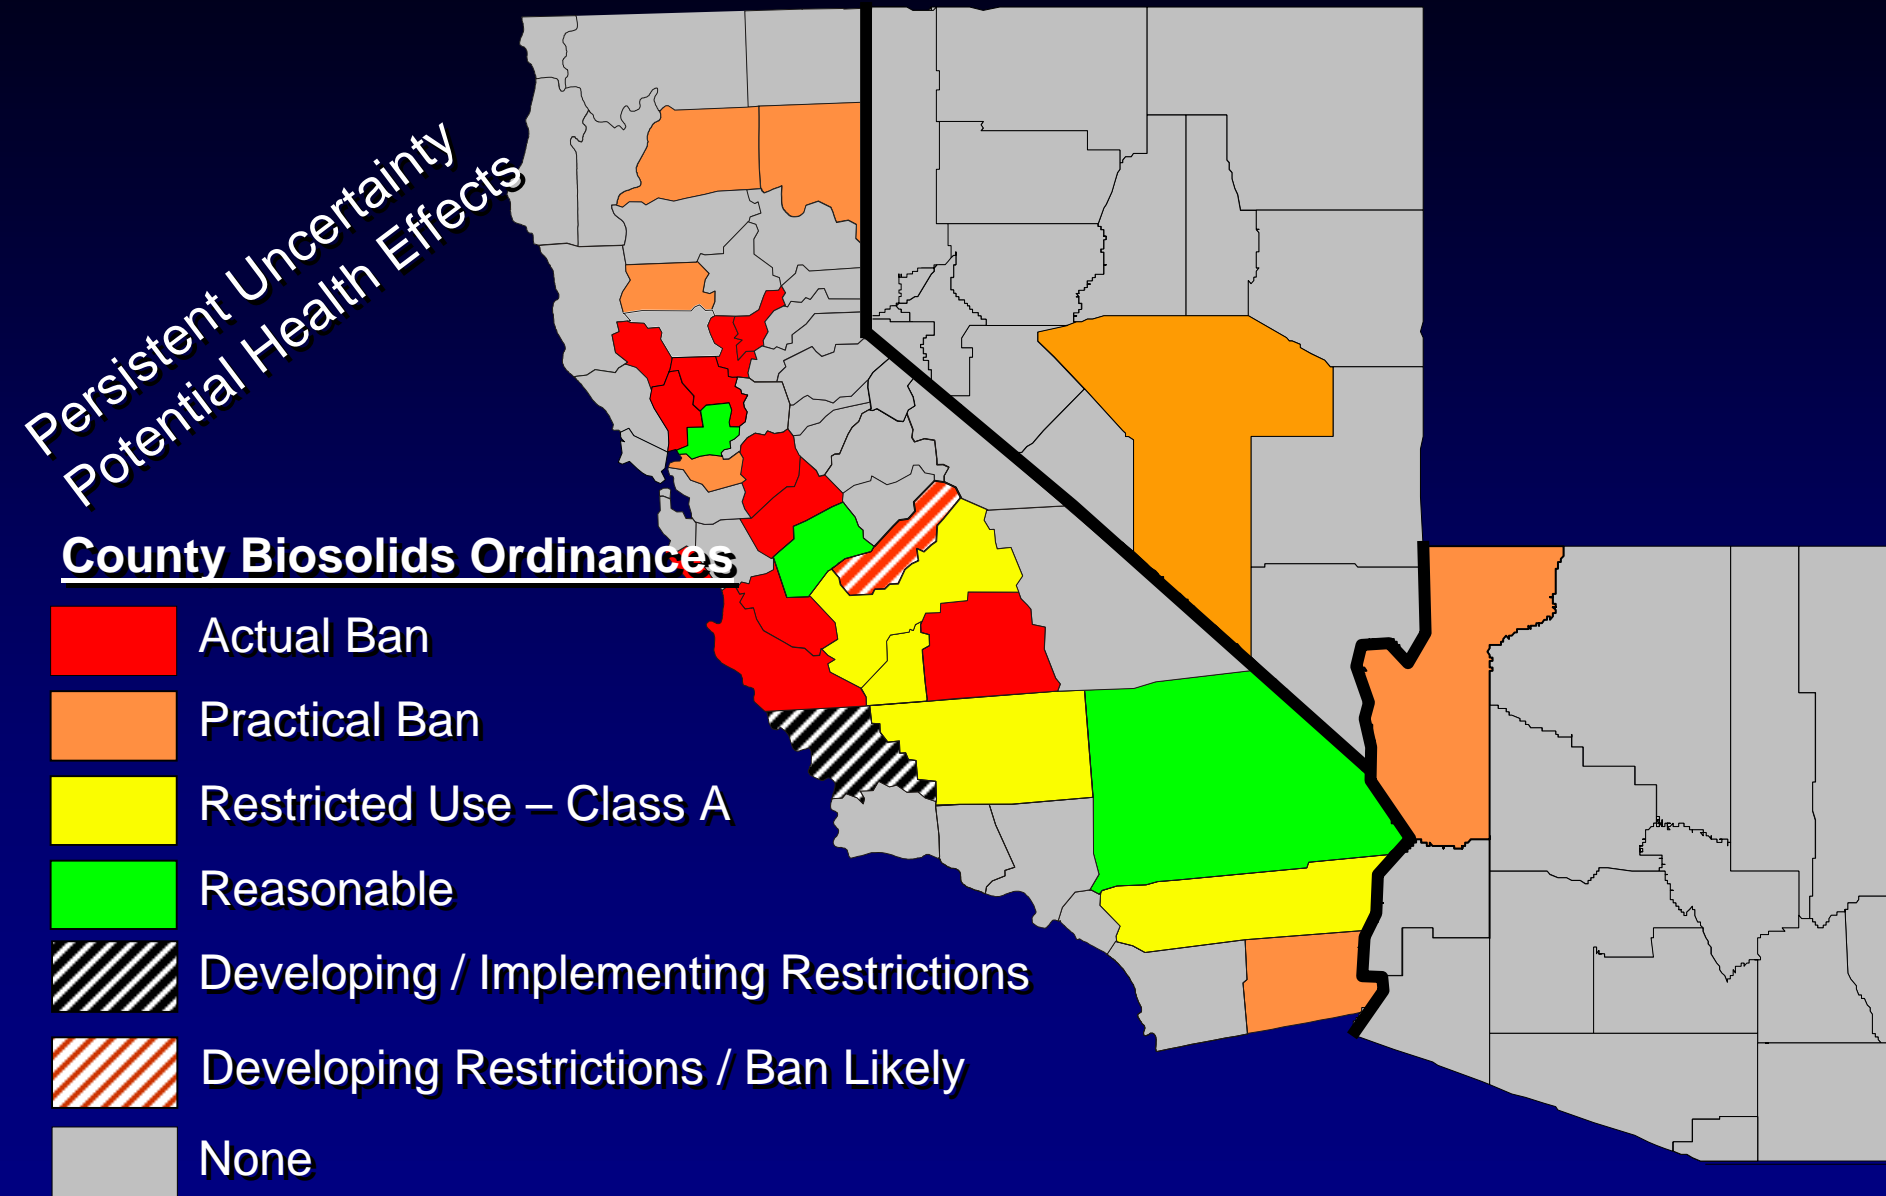 Persistent Uncertainty
Potential Health Effects
County Biosolids Ordinances
Actual Ban
Practical Ban
Restricted Use – Class A
Reasonable
Developing / Implementing Restrictions
Developing Restrictions / Ban Likely
None